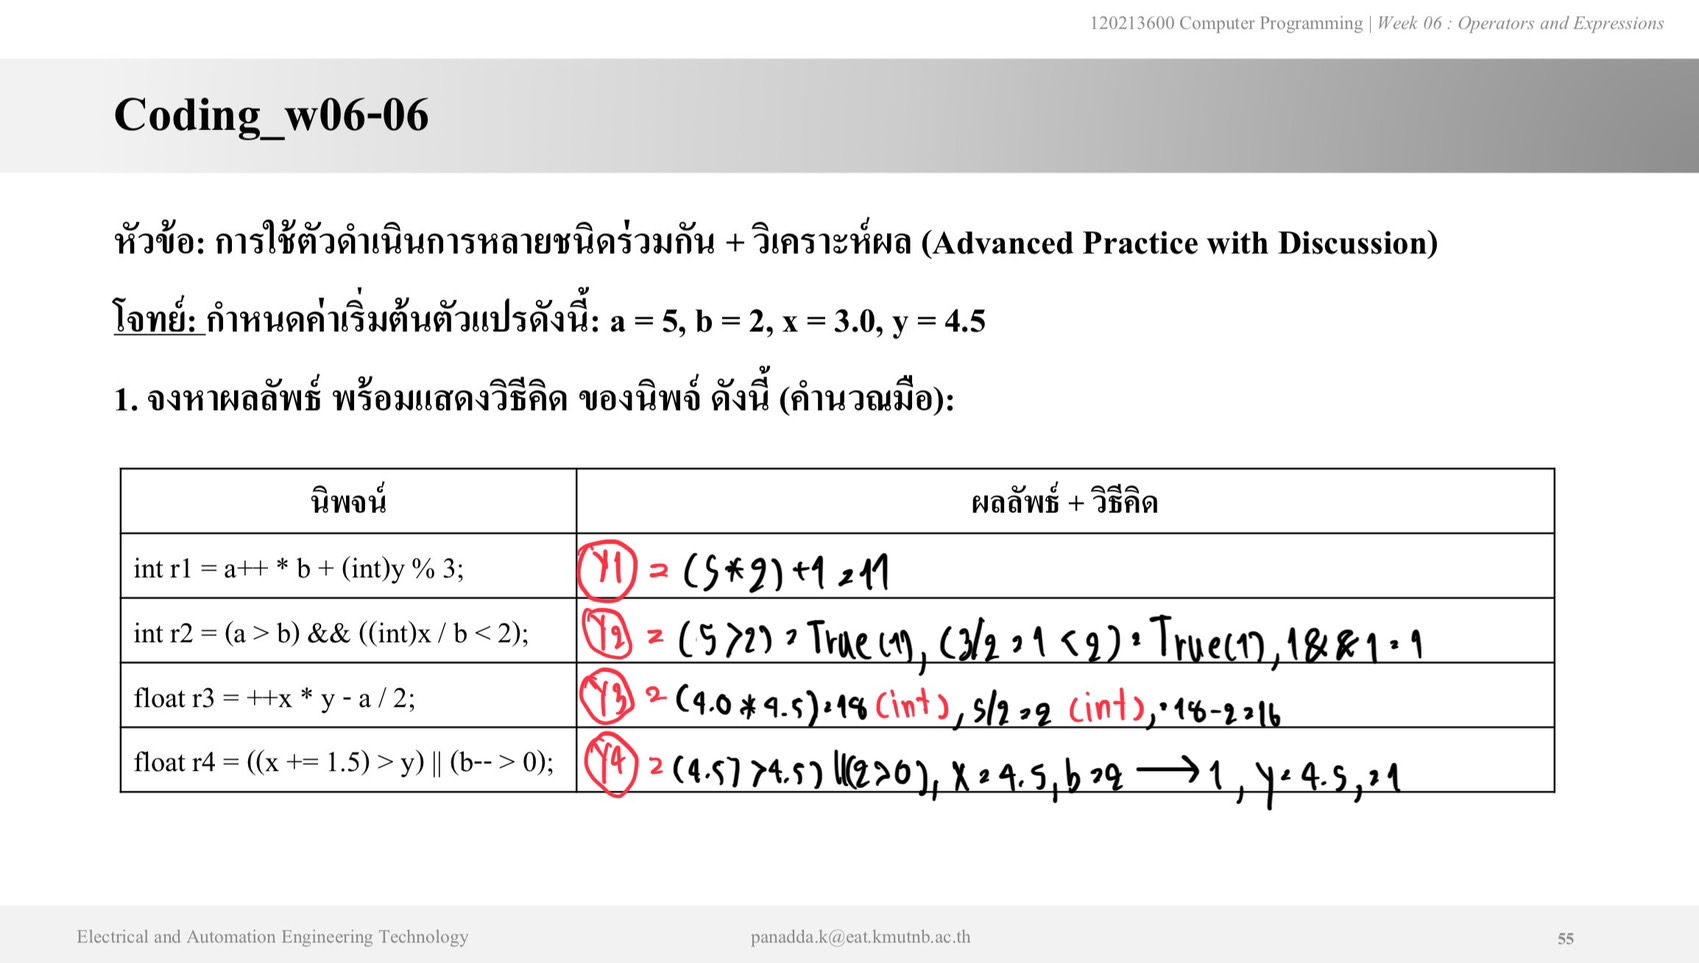 120213600 Computer Programming | Week 06 : Operators and Expressions
Coding_w06-06
หัวข้อ: การใช้ตัวดำเนินการหลายชนิดร่วมกัน + วิเคราะห์ผล (Advanced Practice with Discussion)
โจทย์: กำหนดค่าเริ่มต้นตัวแปรดังนี้: a = 5, b = 2, x = 3.0, y = 4.5
1. จงหาผลลัพธ์ พร้อมแสดงวิธีคิด ของนิพจ์ ดังนี้ (คำนวณมือ):
นิพจน์ ผลลัพธ์ + วิธีคิด
int r1 = a++ * b + (int)y % 3; r1 = (5*2)+1 = 11
int r2 = (a > b) && ((int)x / b < 2); r2 = (5>2) = True(1), (3/2 = 1 < 2) = True(1), 1&&1 = 1
float r3 = ++x * y - a / 2; r3 = (4.0 * 4.5) = 18 (int), 5/2 = 2 (int), = 18-2 = 16
float r4 = ((x += 1.5) > y) || (b-- > 0); r4 = (4.5 > 4.5) ||(2>0), x = 4.5, b = 2 → 1, y = 4.5, = 1
Electrical and Automation Engineering Technology panadda.k@eat.kmutnb.ac.th 55